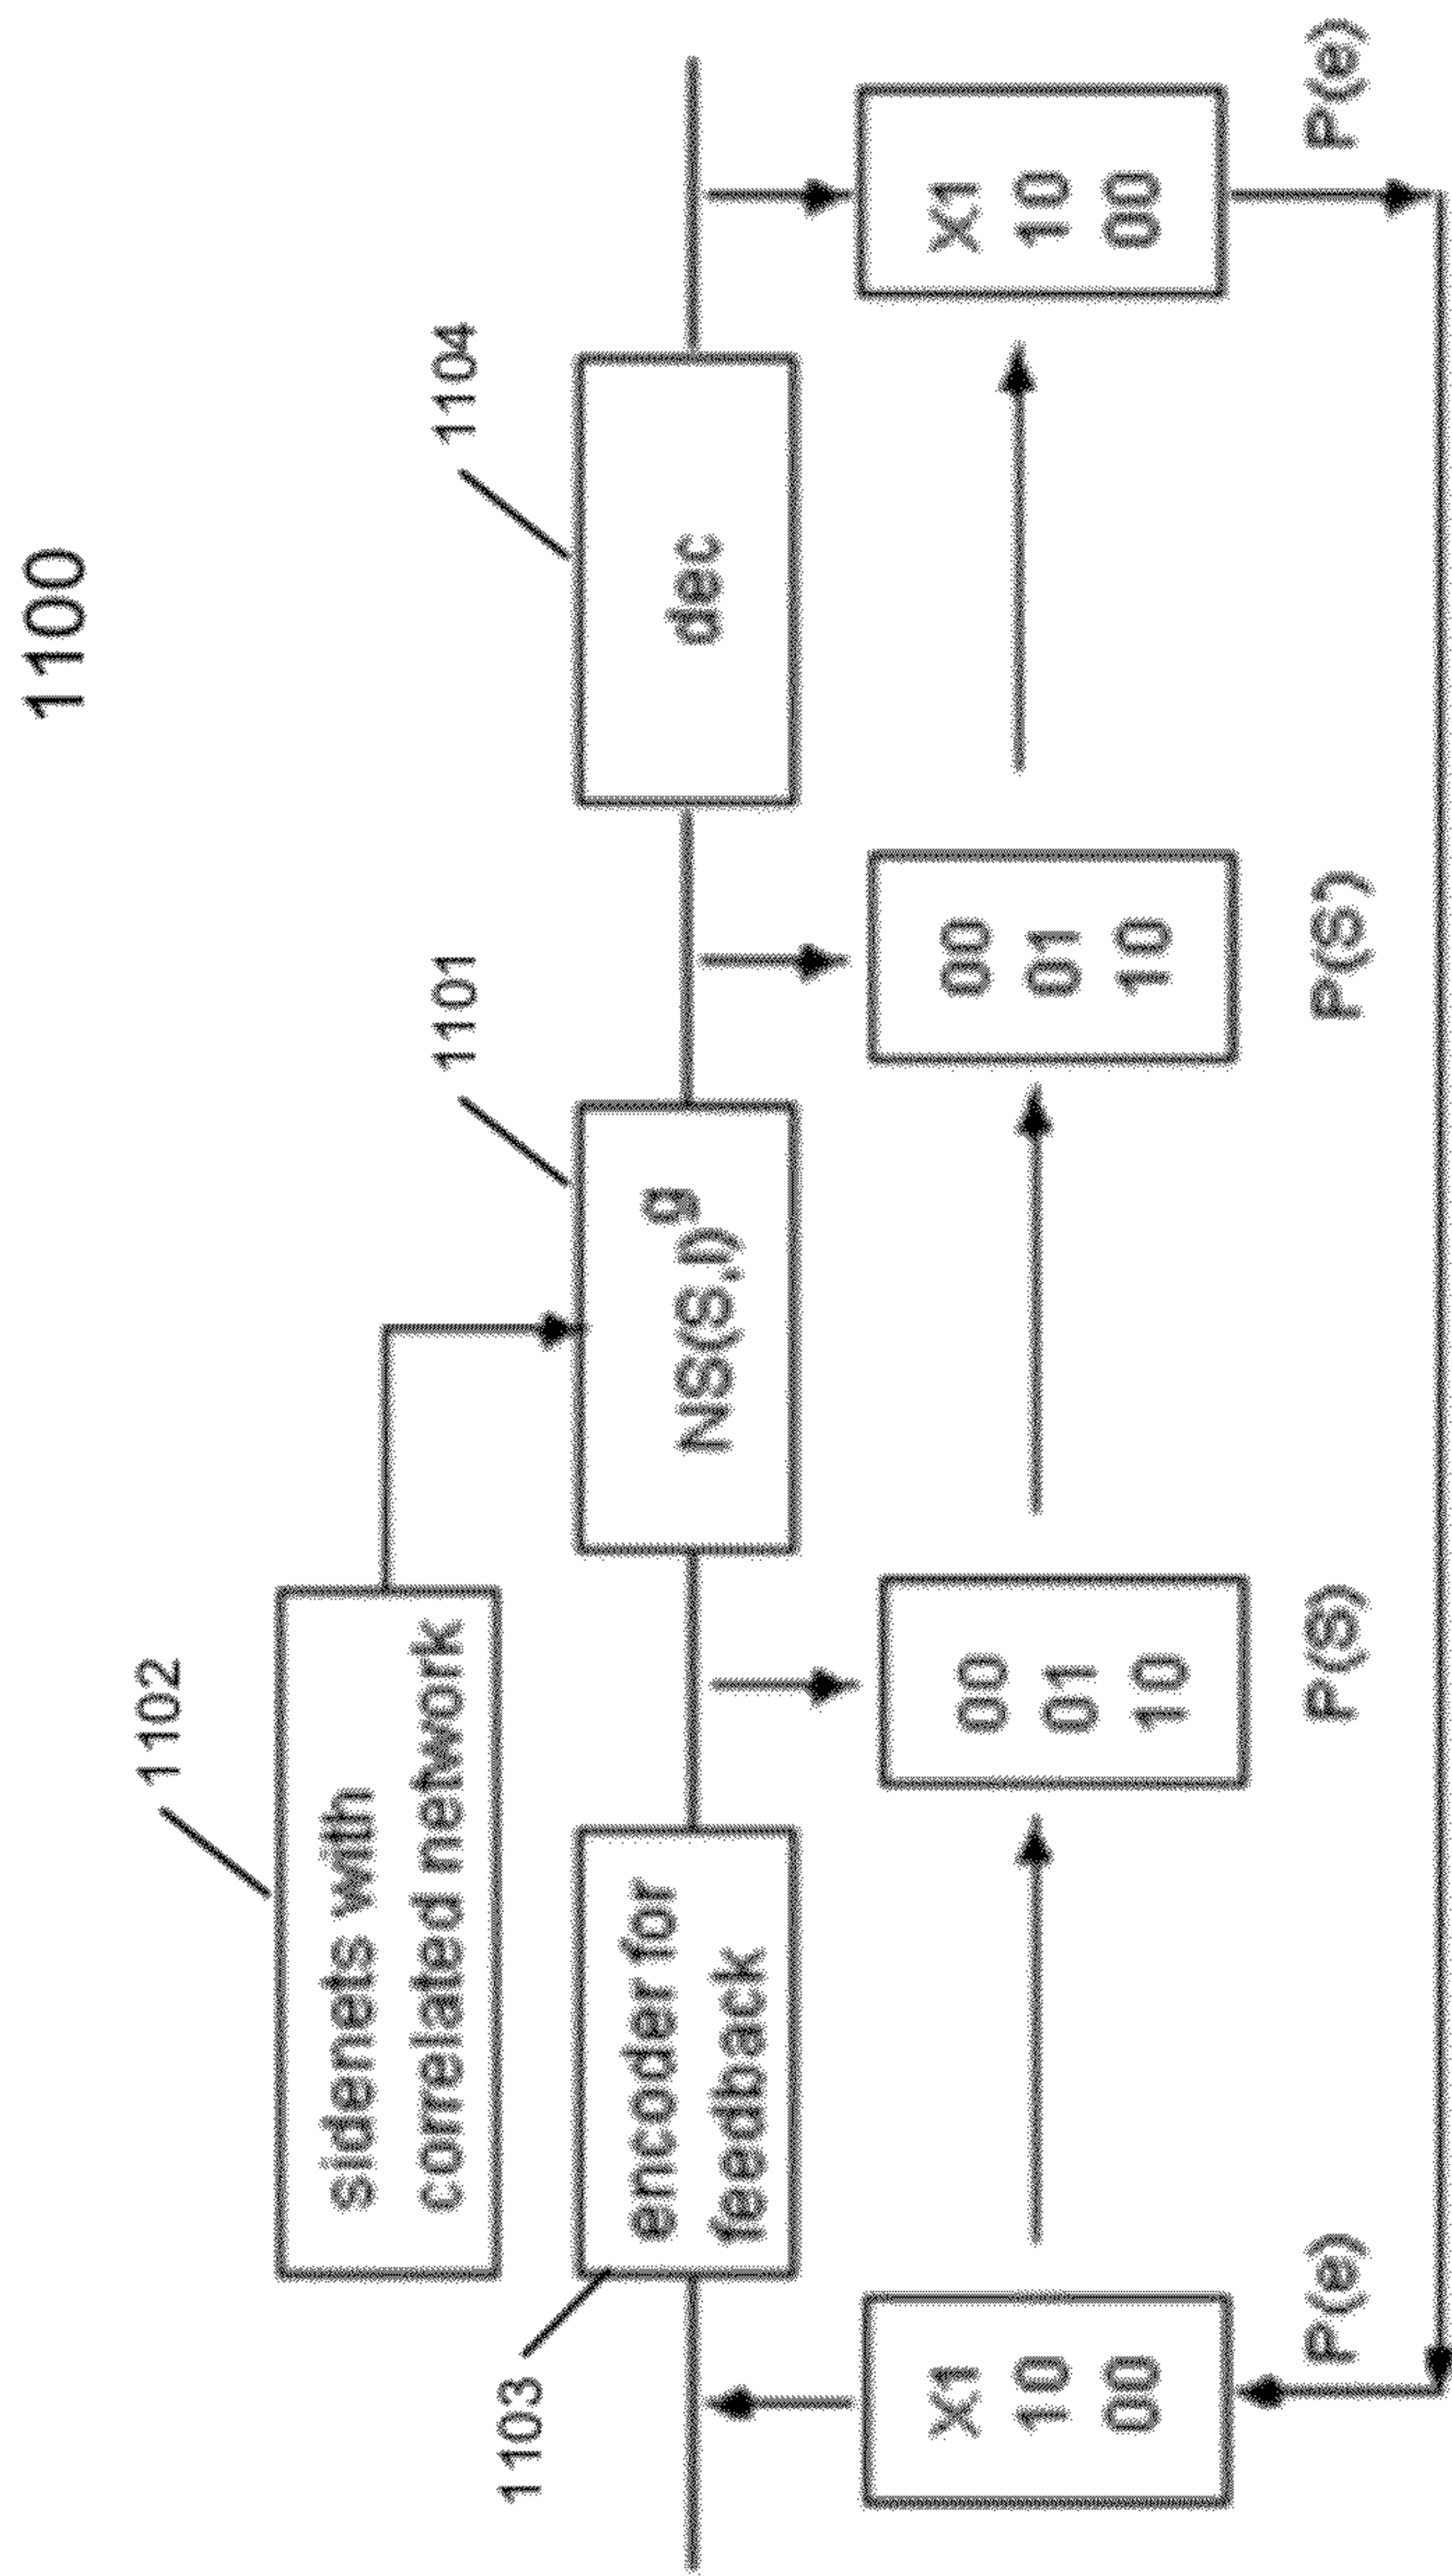 1100
1102
sidenets with
correlated network
1103
1101
1104
encoder for
feedback
NS(S,I)g
dec
X1
10
00
00
01
10
00
01
10
X1
10
00
P(e)
P(S)
P(S')
P(e)